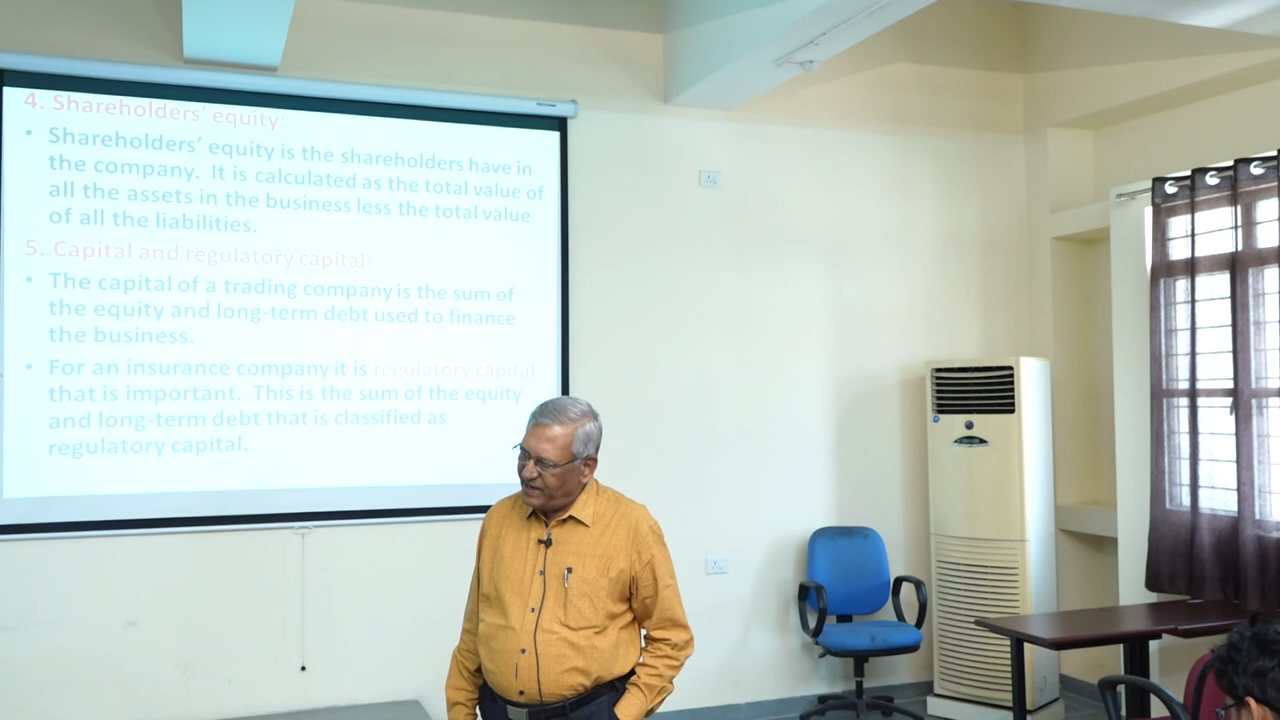 4. Shareholders' equity:
• Shareholders' equity is the shareholders have in
the company. It is calculated as the total value of
all the assets in the business less the total value
of all the liabilities.
5. Capital and regulatory capital:
• The capital of a trading company is the sum of
the equity and long-term debt used to finance
the business.
• For an insurance company it is regulatory capital
that is important. This is the sum of the equity
and long-term debt that is classified as
regulatory capital.